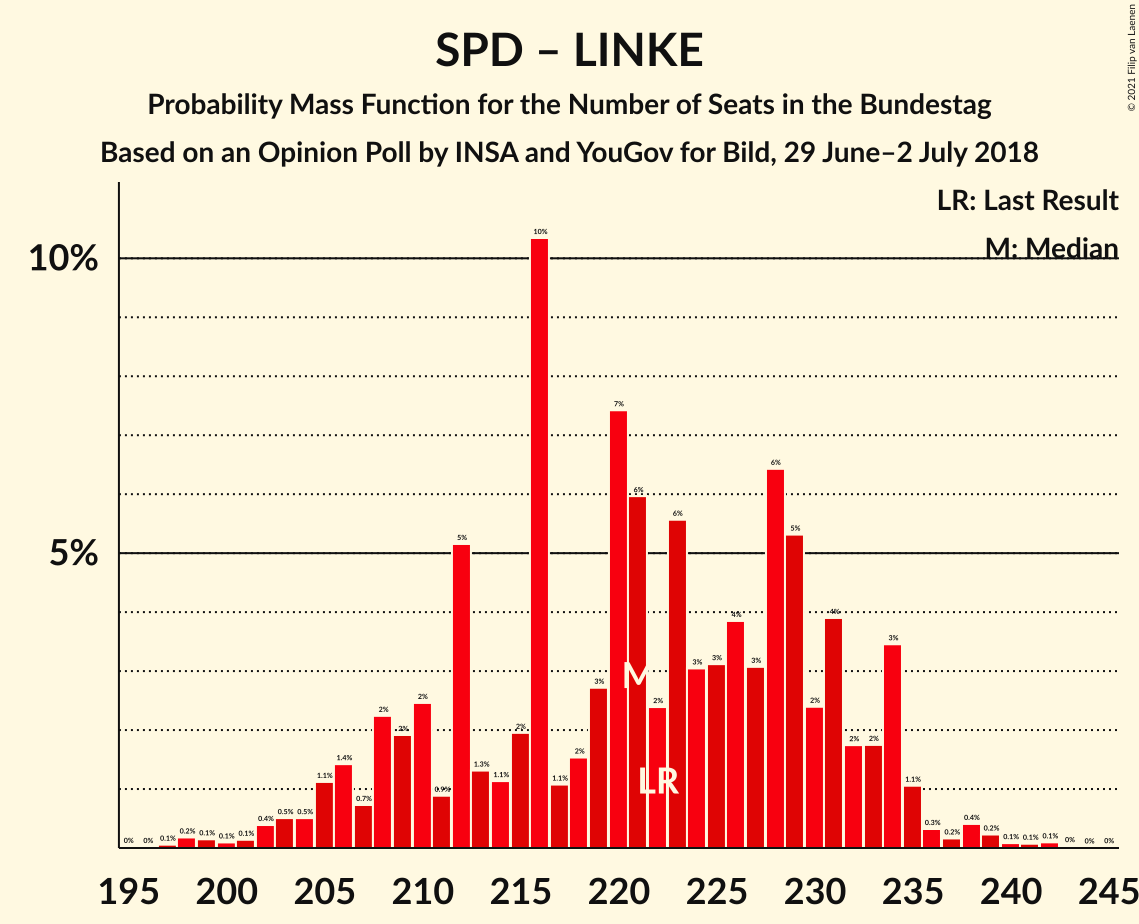 SPD – LINKE
Probability Mass Function for the Number of Seats in the Bundestag
Based on an Opinion Poll by INSA and YouGov for Bild, 29 June–2 July 2018
© 2021 Filip van Laenen
LR: Last Result
M: Median
10%
5%
0% 0% 0.1% 0.2% 0.1% 0.1% 0.1% 0.4% 0.5% 0.5% 1.1% 1.4% 0.7% 2% 2% 2% 0.9% 5% 1.3% 1.1% 2% 10% 1.1% 2% 3% 7% 6% 2% 6% 3% 3% 4% 3% 6% 5% 2% 4% 2% 2% 3% 1.1% 0.3% 0.2% 0.4% 0.2% 0.1% 0.1% 0.1% 0% 0% 0%
M
LR
195 200 205 210 215 220 225 230 235 240 245